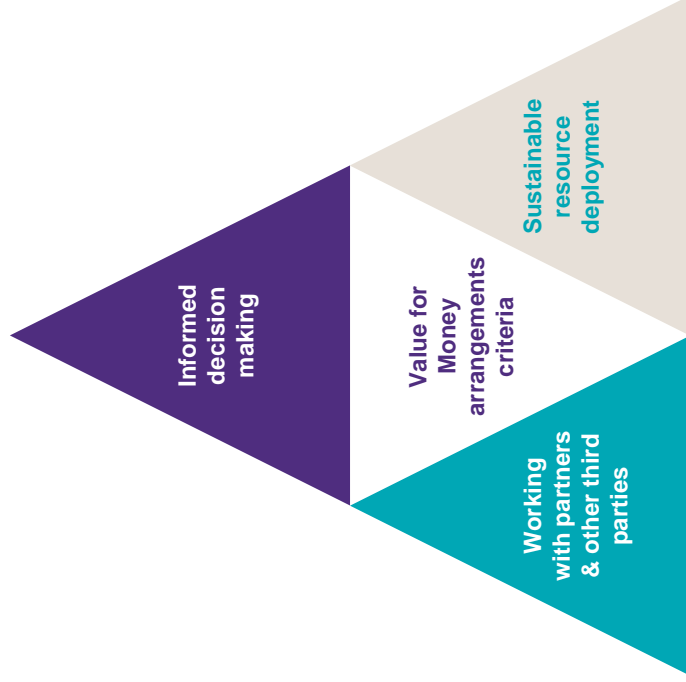 Informed
decision
making
Value for
Money
arrangements
criteria
Working
with partners
& other third
parties
Sustainable
resource
deployment